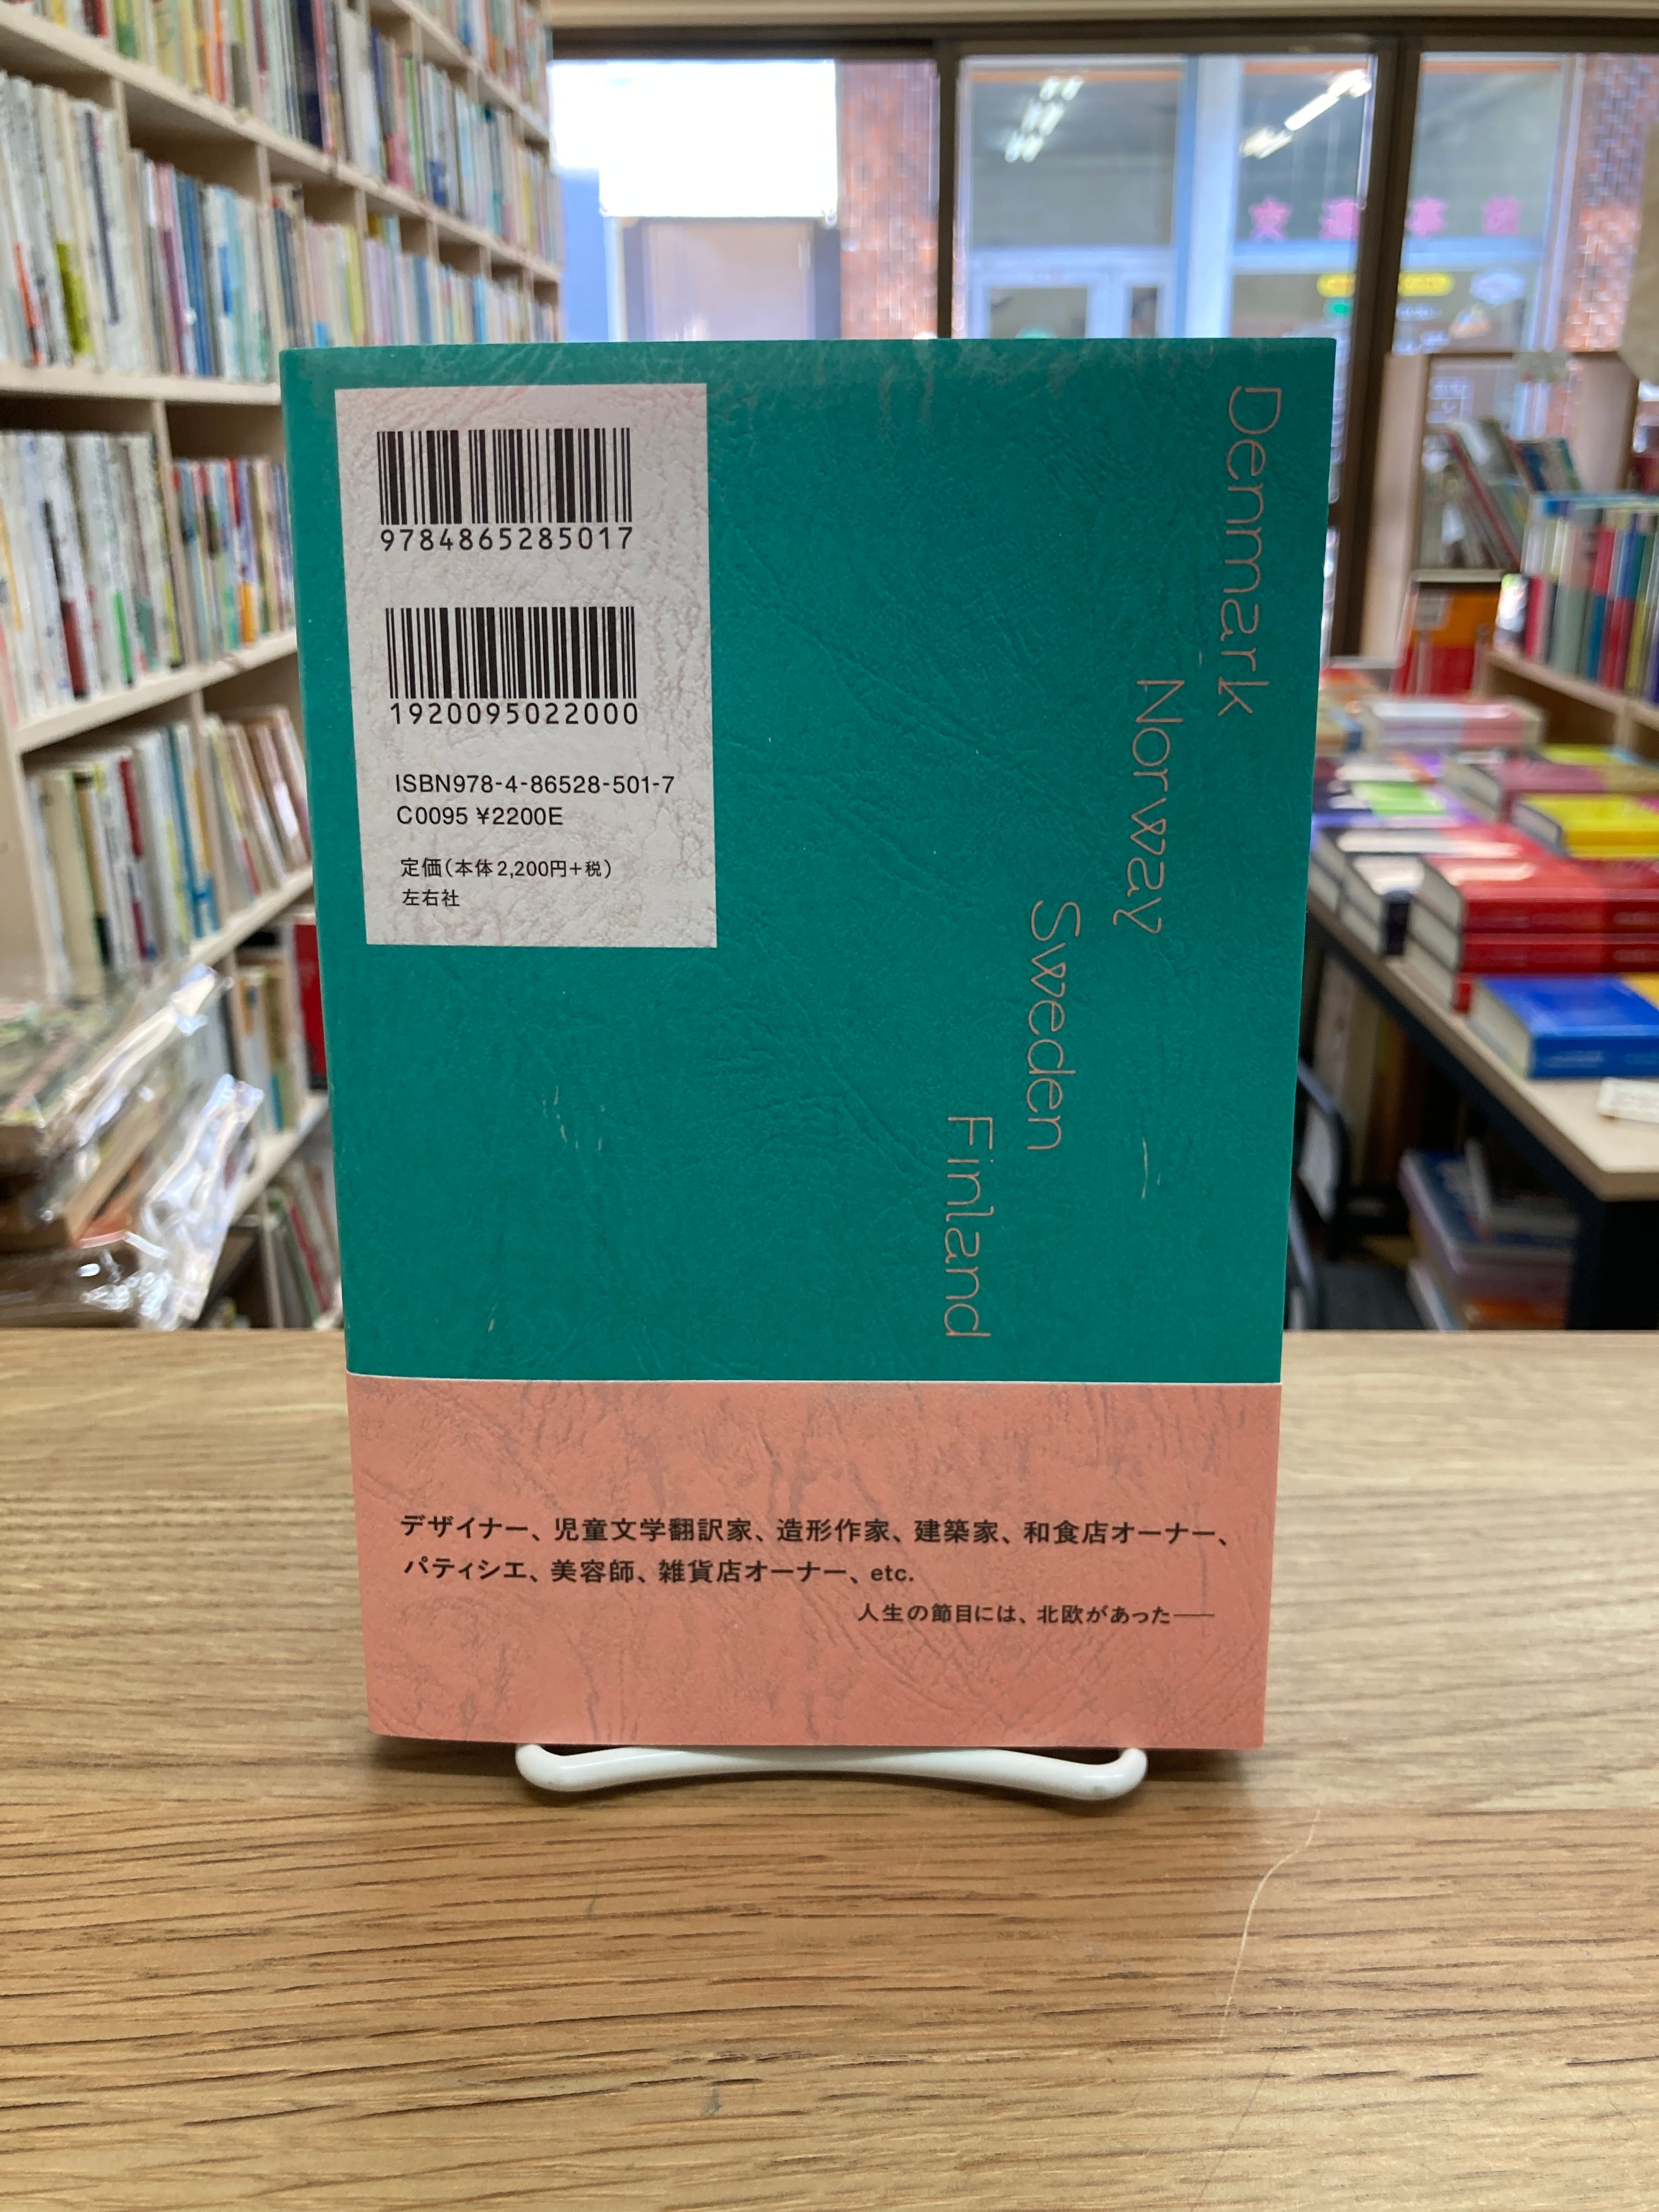 9784865285017
1920095022000
ISBN978-4-86528-501-7
C0095 ¥2200E
定価(本体2,200円+税)
左右社
Denmark
Norway
Sweden
Finland
デザイナー、児童文学翻訳家、造形作家、建築家、和食店オーナー、
パティシエ、美容師、雑貨店オーナー、etc.
人生の節目には、北欧があった——